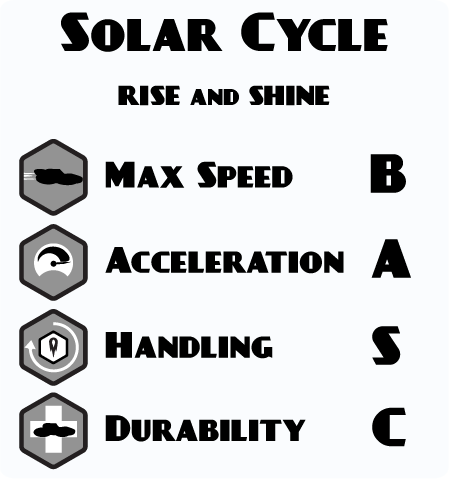 Solar Cycle
RISE AND SHINE
Max Speed B
Acceleration A
Handling S
Durability C